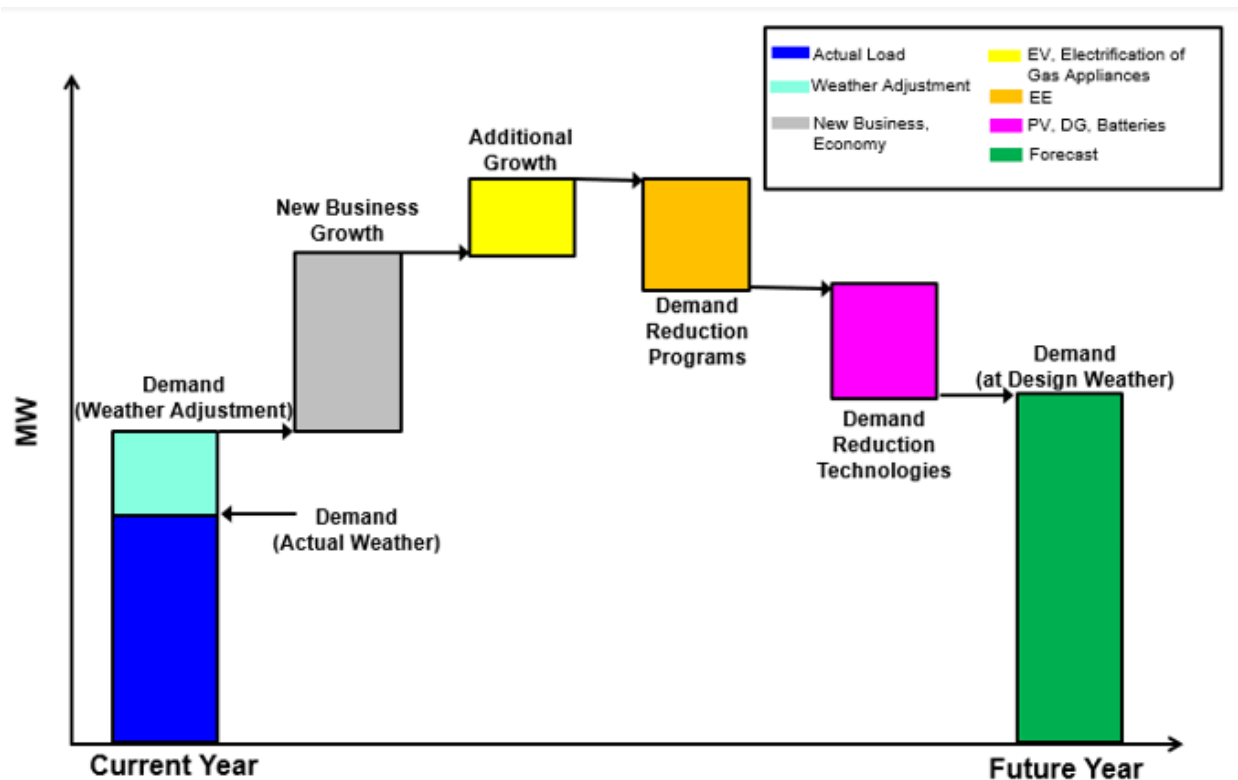 Actual Load
Weather Adjustment
New Business,
Economy
EV, Electrification of
Gas Appliances
EE
PV, DG, Batteries
Forecast
MW
Demand
(Weather Adjustment)
Demand
(Actual Weather)
New Business
Growth
Additional
Growth
Demand
Reduction
Programs
Demand
Reduction
Technologies
Demand
(at Design Weather)
Current Year
Future Year